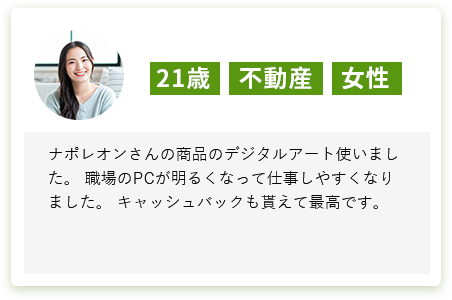 21歳 不動産 女性
ナポレオンさんの商品のデジタルアート使いまし
た。 職場のPCが明るくなって仕事しやすくなり
ました。 キャッシュバックも貰えて最高です。